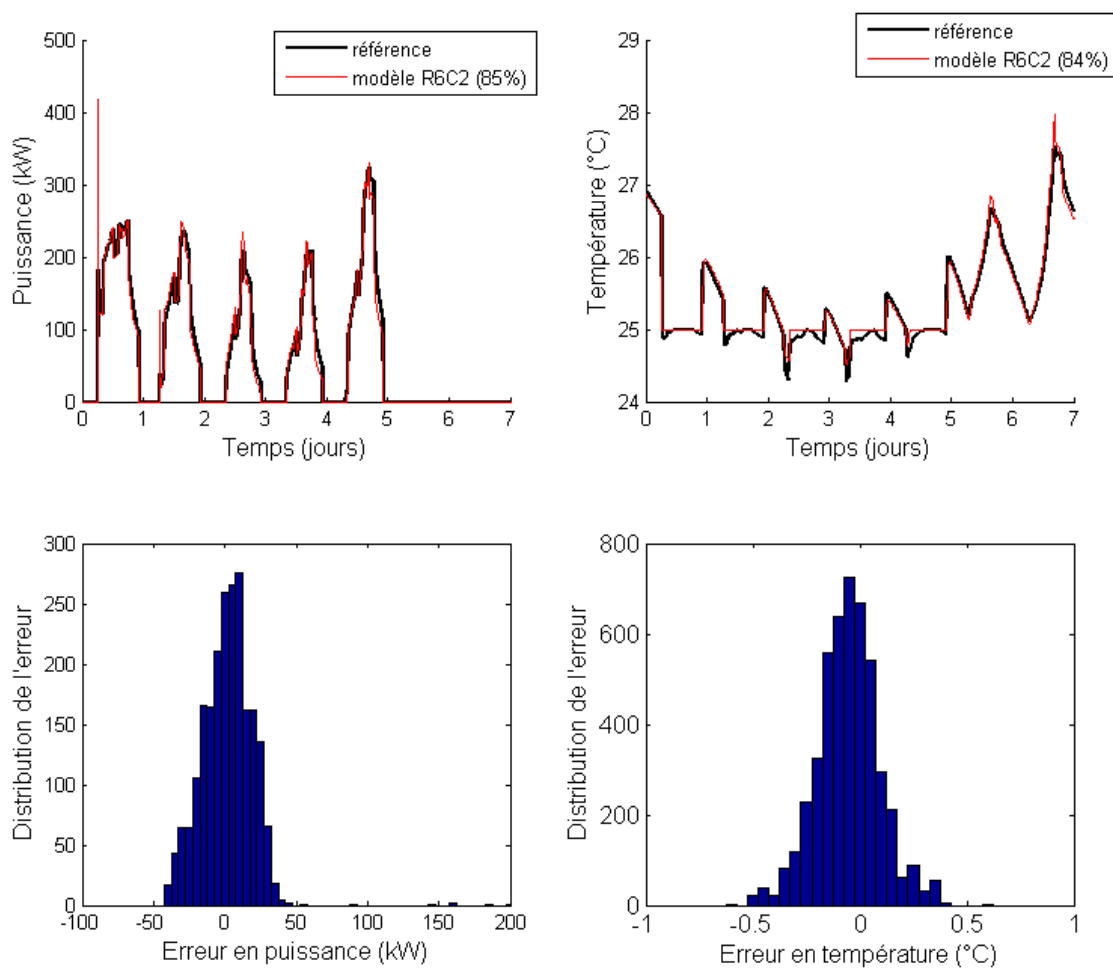 500
400
300
200
100
0
Puissance (kW)
référence
modèle R6C2 (85%)
0 1 2 3 4 5 6 7
Temps (jours)
29
28
27
26
25
24
Température (°C)
référence
modèle R6C2 (84%)
0 1 2 3 4 5 6 7
Temps (jours)
300
250
200
150
100
50
0
Distribution de l'erreur
-100 -50 0 50 100 150 200
Erreur en puissance (kW)
800
600
400
200
0
Distribution de l'erreur
-1 -0.5 0 0.5 1
Erreur en température (°C)